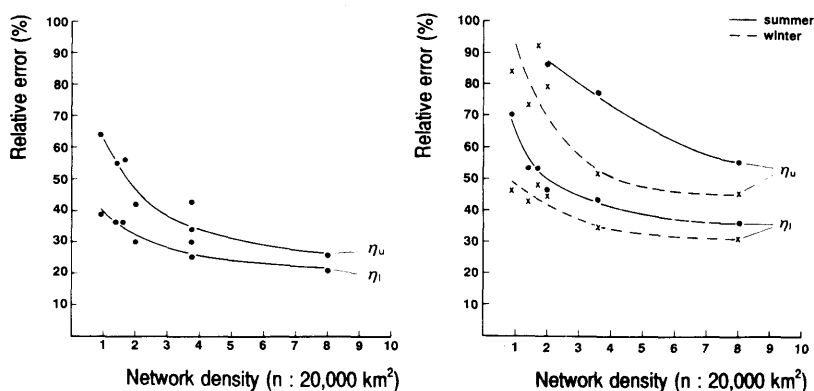 Relative error (%)
100
90
80
70
60
50
40
30
20
10
1 2 3 4 5 6 7 8 9 10
ηu
ηl
Network density (n : 20,000 km²)
Relative error (%)
100
90
80
70
60
50
40
30
20
10
1 2 3 4 5 6 7 8 9 10
summer
winter
ηu
ηl
Network density (n : 20,000 km²)